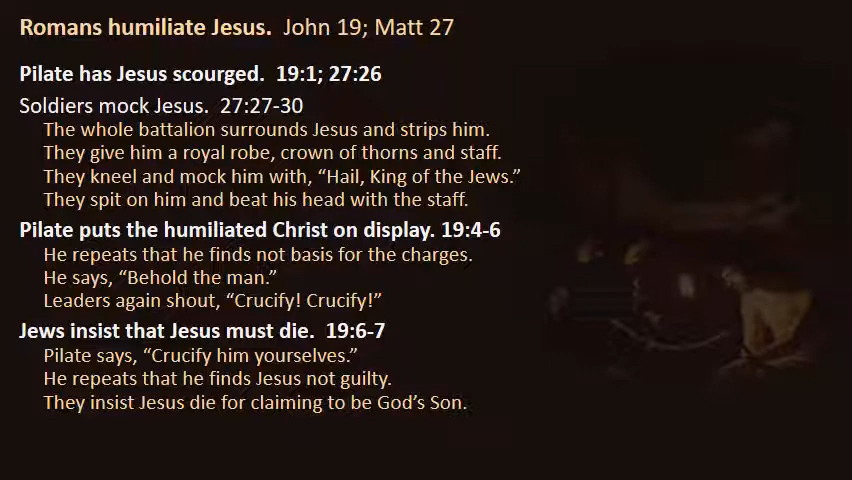 Romans humiliate Jesus.  John 19; Matt 27
Pilate has Jesus scourged.  19:1; 27:26
Soldiers mock Jesus.  27:27-30
The whole battalion surrounds Jesus and strips him.
They give him a royal robe, crown of thorns and staff.
They kneel and mock him with, “Hail, King of the Jews.”
They spit on him and beat his head with the staff.
Pilate puts the humiliated Christ on display. 19:4-6
He repeats that he finds not basis for the charges.
He says, “Behold the man.”
Leaders again shout, “Crucify! Crucify!”
Jews insist that Jesus must die.  19:6-7
Pilate says, “Crucify him yourselves.”
He repeats that he finds Jesus not guilty.
They insist Jesus die for claiming to be God’s Son.